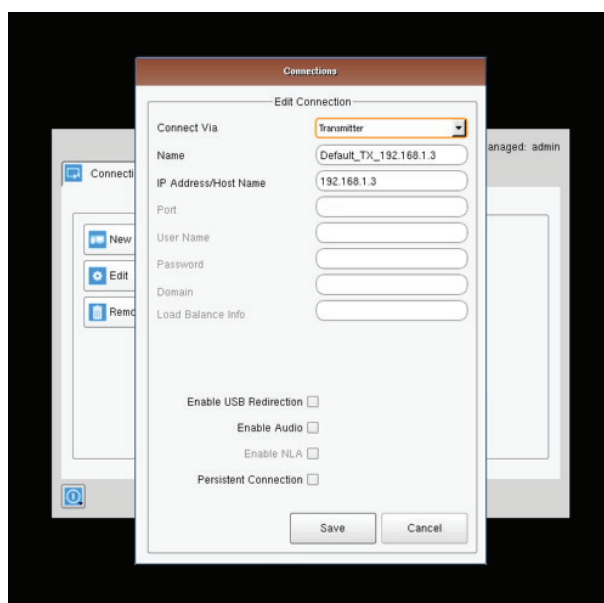 Connections
Edit Connection
Connect Via
Transmitter
anaged: admin
Name
Default_TX_192.168.1.3
Connecti
IP Address/Host Name
192.168.1.3
Port
New
User Name
Edit
Password
Domain
Remo
Load Balance Info
Enable USB Redirection
Enable Audio
Enable NLA
Persistent Connection
Save
Cancel